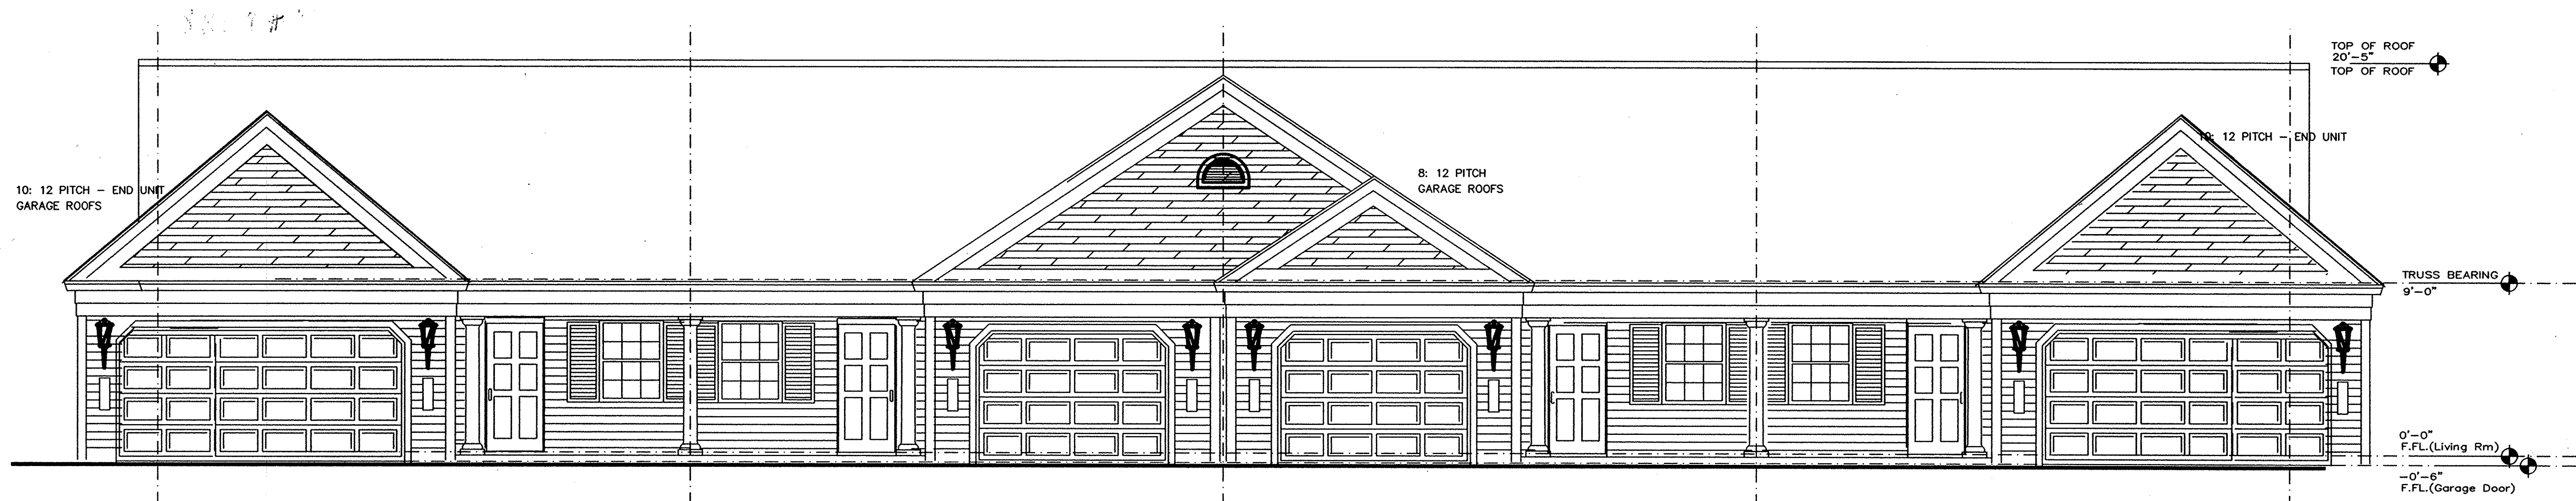 TOP OF ROOF
20'-5"
TOP OF ROOF
12 PITCH - END UNIT
10: 12 PITCH - END UNIT
GARAGE ROOFS
8: 12 PITCH
GARAGE ROOFS
TRUSS BEARING
9'-0"
0'-0"
F.FL.(Living Rm)
-0'-6"
F.FL.(Garage Door)